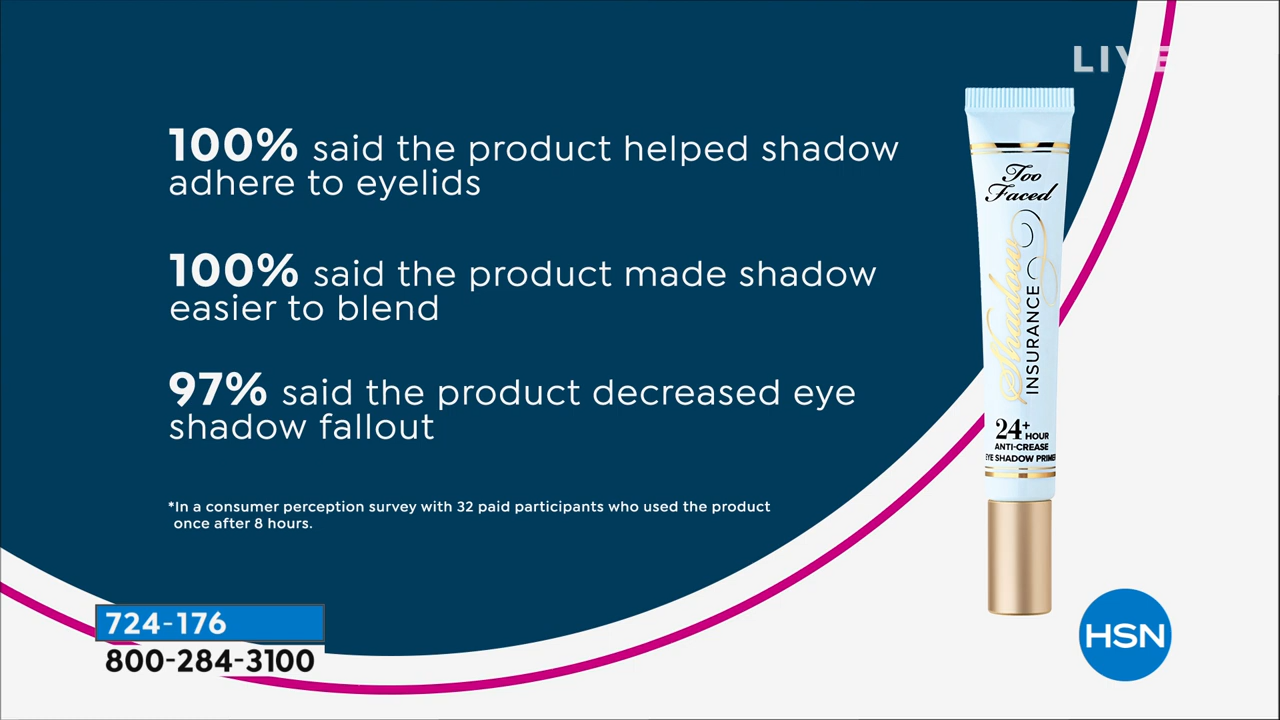 LIVE
100% said the product helped shadow
adhere to eyelids
100% said the product made shadow
easier to blend
97% said the product decreased eye
shadow fallout
*In a consumer perception survey with 32 paid participants who used the product
once after 8 hours.
Too
Faced
Shadow
INSURANCE
24+
HOUR
ANTI-CREASE
EYE SHADOW PRIMER
724-176
800-284-3100
HSN